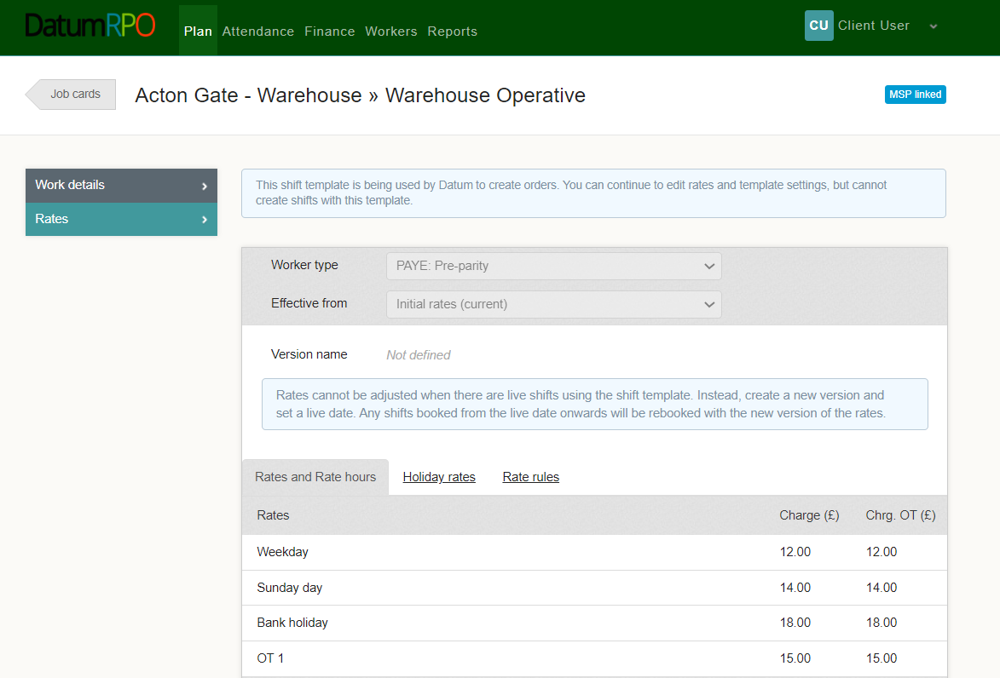 DatumRPO
Plan Attendance Finance Workers Reports
CU Client User
Job cards
Acton Gate - Warehouse » Warehouse Operative
MSP linked
Work details
Rates
This shift template is being used by Datum to create orders. You can continue to edit rates and template settings, but cannot
create shifts with this template.
Worker type PAYE: Pre-parity
Effective from Initial rates (current)
Version name Not defined
Rates cannot be adjusted when there are live shifts using the shift template. Instead, create a new version and
set a live date. Any shifts booked from the live date onwards will be rebooked with the new version of the rates.
Rates and Rate hours Holiday rates Rate rules
Rates Charge (£) Chrg. OT (£)
Weekday 12.00 12.00
Sunday day 14.00 14.00
Bank holiday 18.00 18.00
OT 1 15.00 15.00